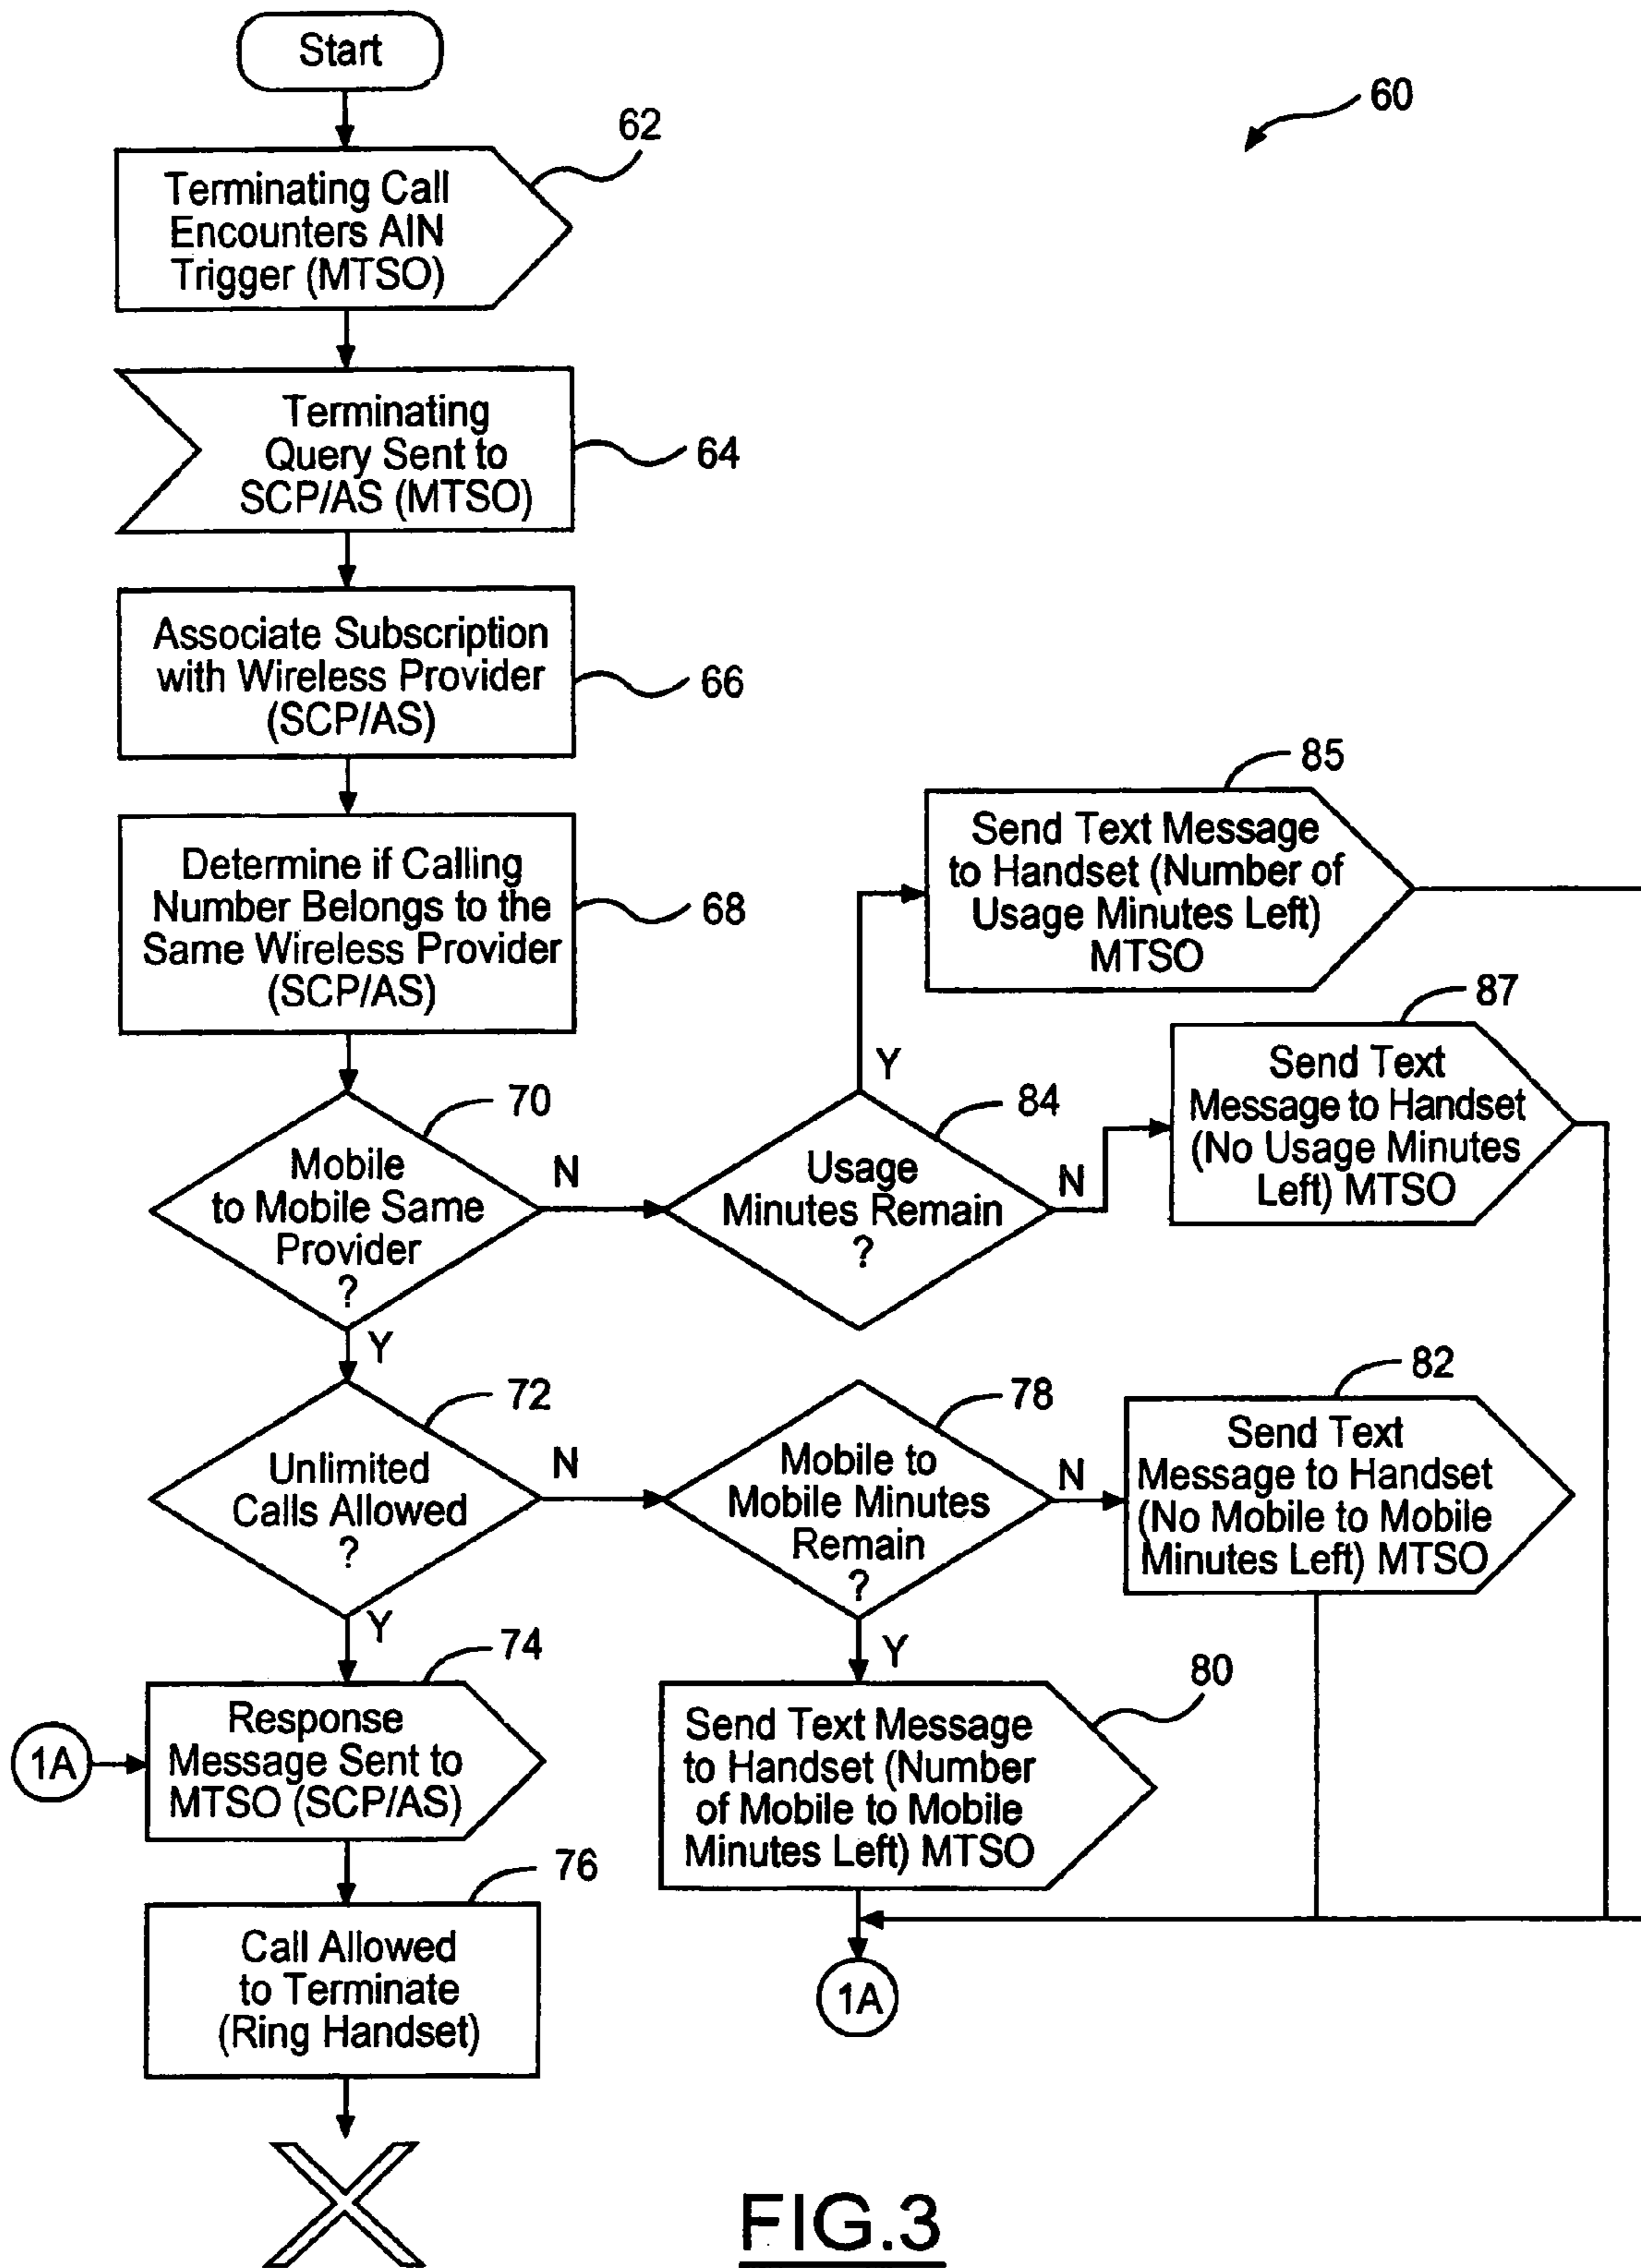 Start
60
62
Terminating Call
Encounters AIN
Trigger (MTSO)
Terminating
Query Sent to
SCP/AS (MTSO)
64
Associate Subscription
with Wireless Provider
(SCP/AS)
66
Determine if Calling
Number Belongs to the
Same Wireless Provider
(SCP/AS)
68
85
Send Text Message
to Handset (Number of
Usage Minutes Left)
MTSO
87
Send Text
Message to Handset
(No Usage Minutes
Left) MTSO
70
Mobile
to Mobile Same
Provider
?
N
Y
84
Usage
Minutes Remain
?
Y
N
72
Unlimited
Calls Allowed
?
N
Y
78
Mobile to
Mobile Minutes
Remain
?
N
Y
82
Send Text
Message to Handset
(No Mobile to Mobile
Minutes Left) MTSO
74
1A
Response
Message Sent to
MTSO (SCP/AS)
80
Send Text Message
to Handset (Number
of Mobile to Mobile
Minutes Left) MTSO
76
Call Allowed
to Terminate
(Ring Handset)
1A
FIG.3